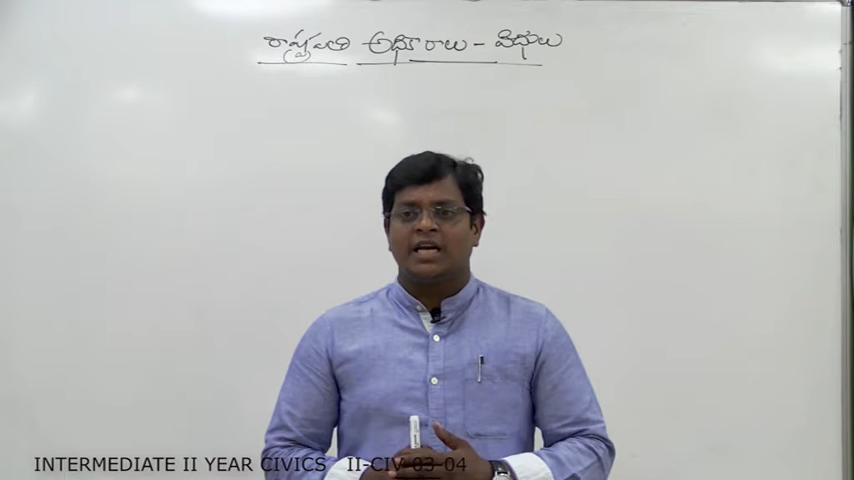 రాష్ట్రపతి అధికారాలు - విధులు
INTERMEDIATE II YEAR CIVICS II-CIV-03-04